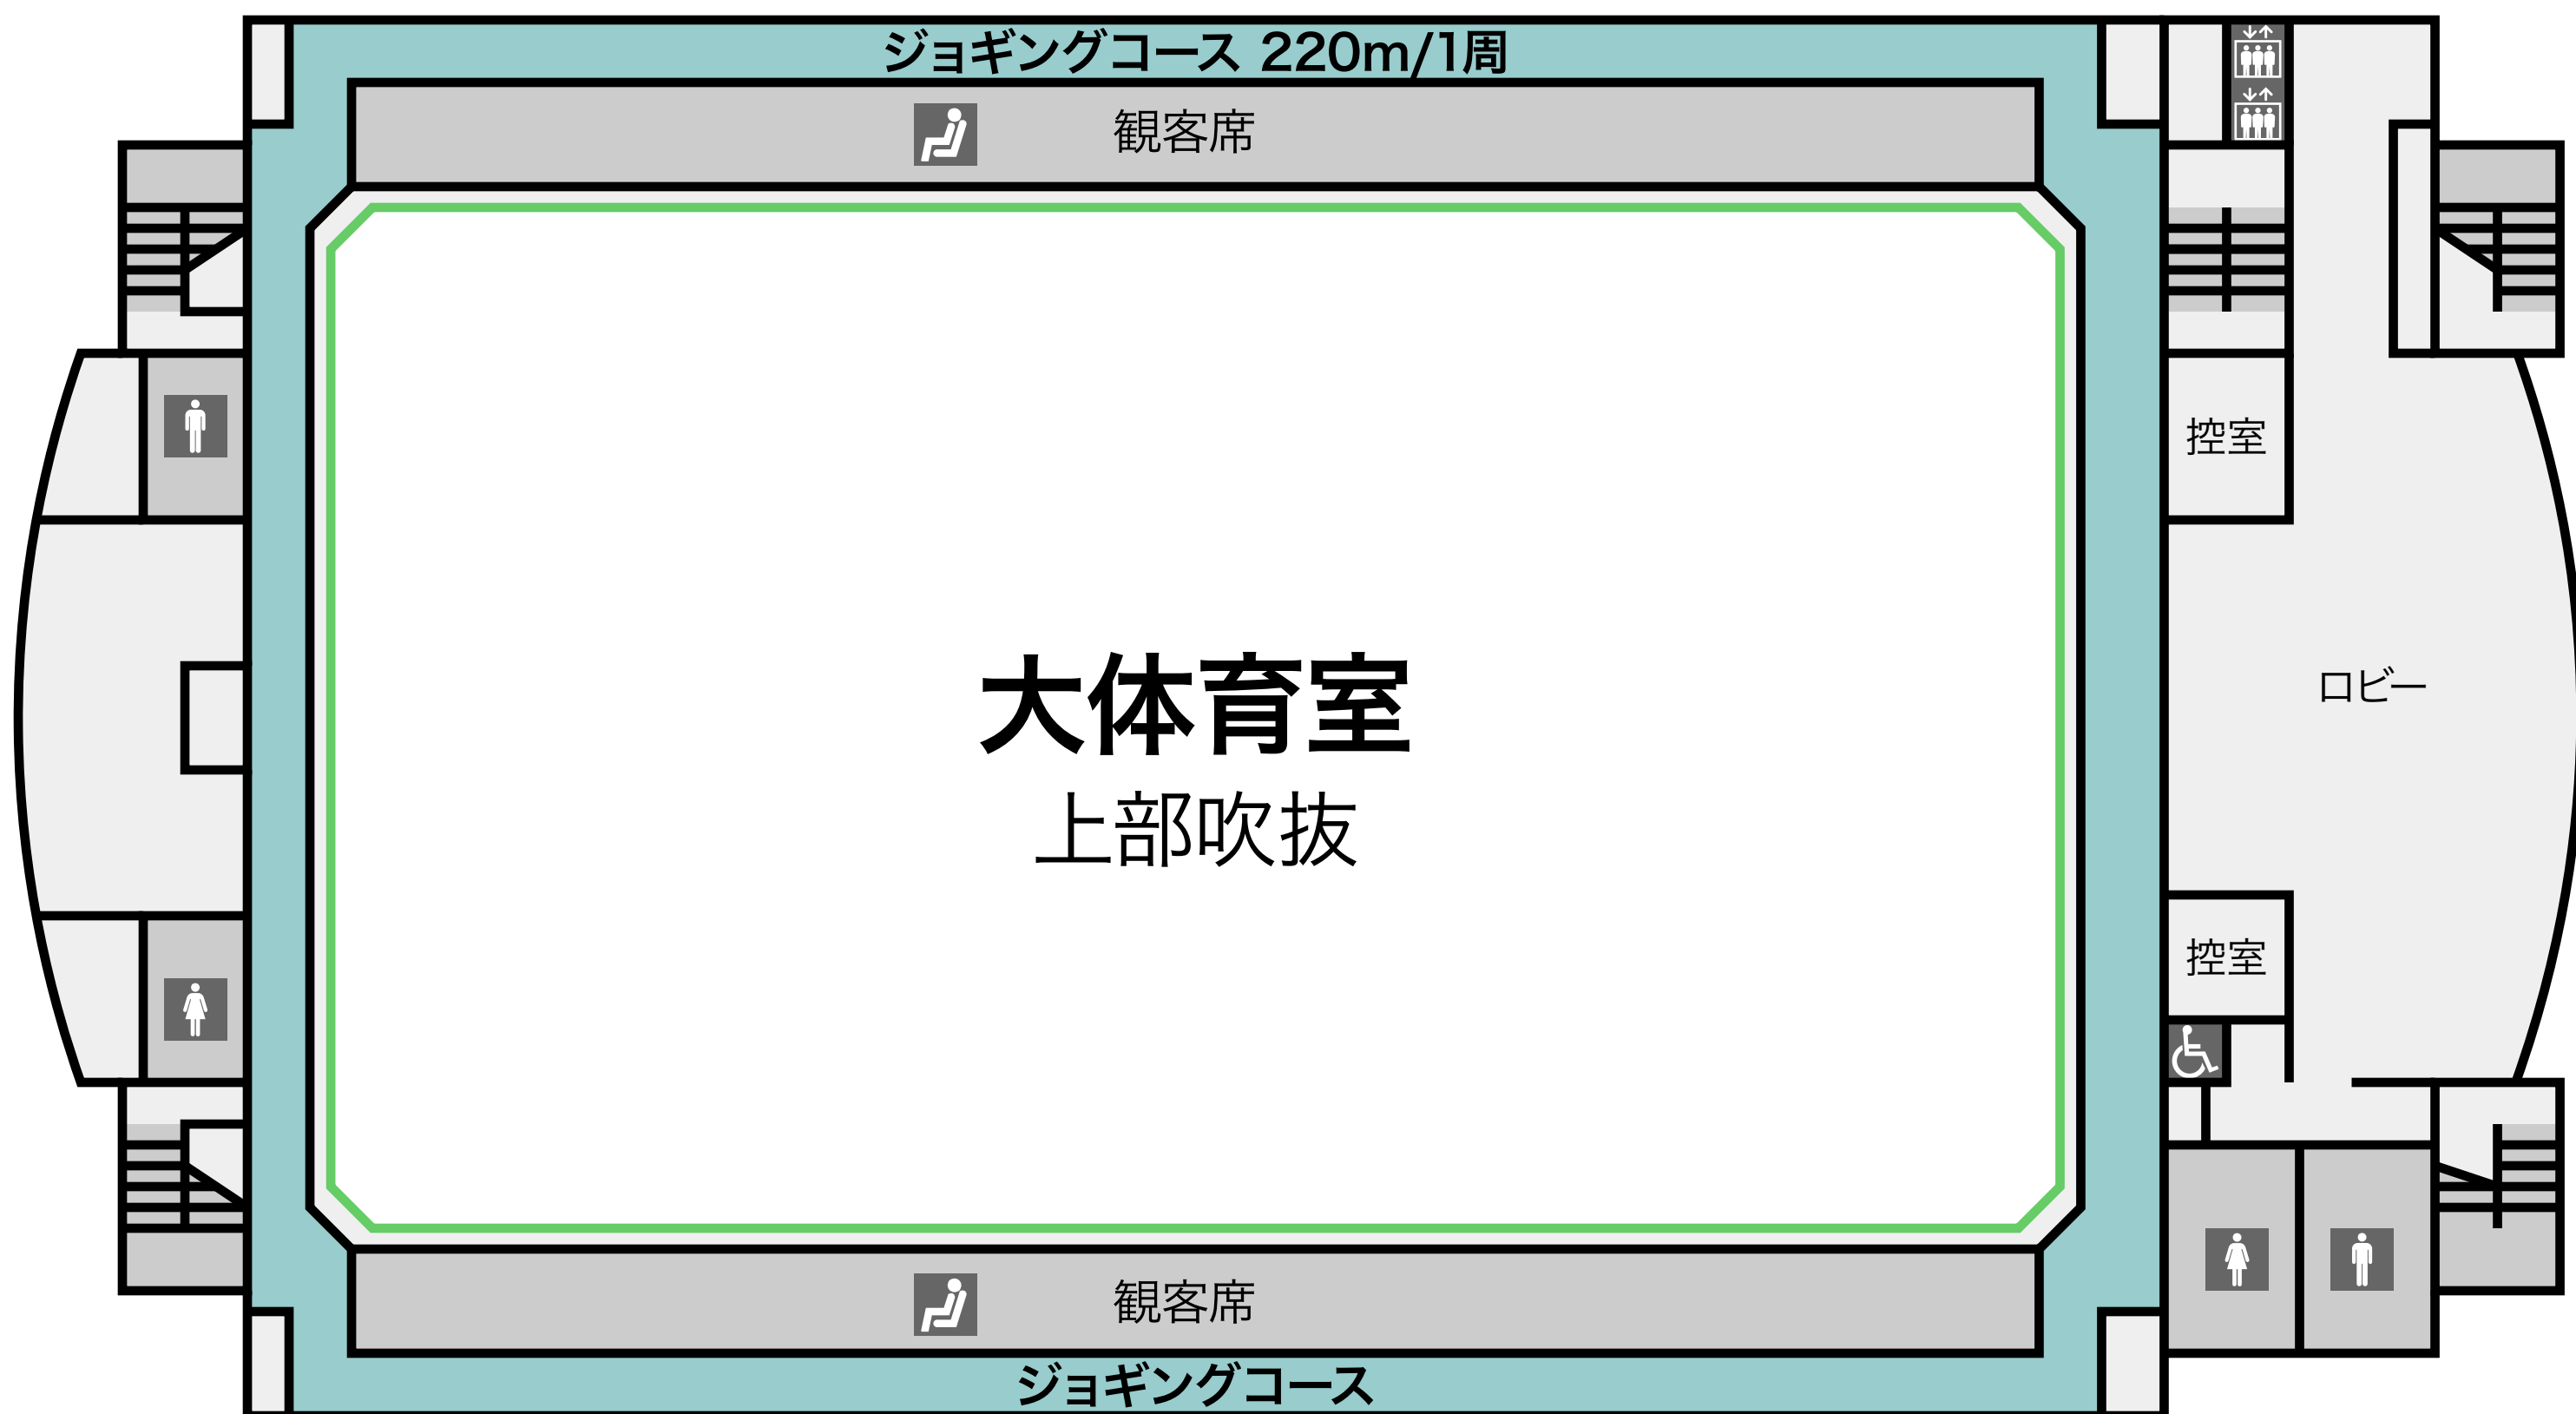 ジョギングコース 220m/1周
観客席
控室
ロビー
大体育室
上部吹抜
控室
観客席
ジョギングコース